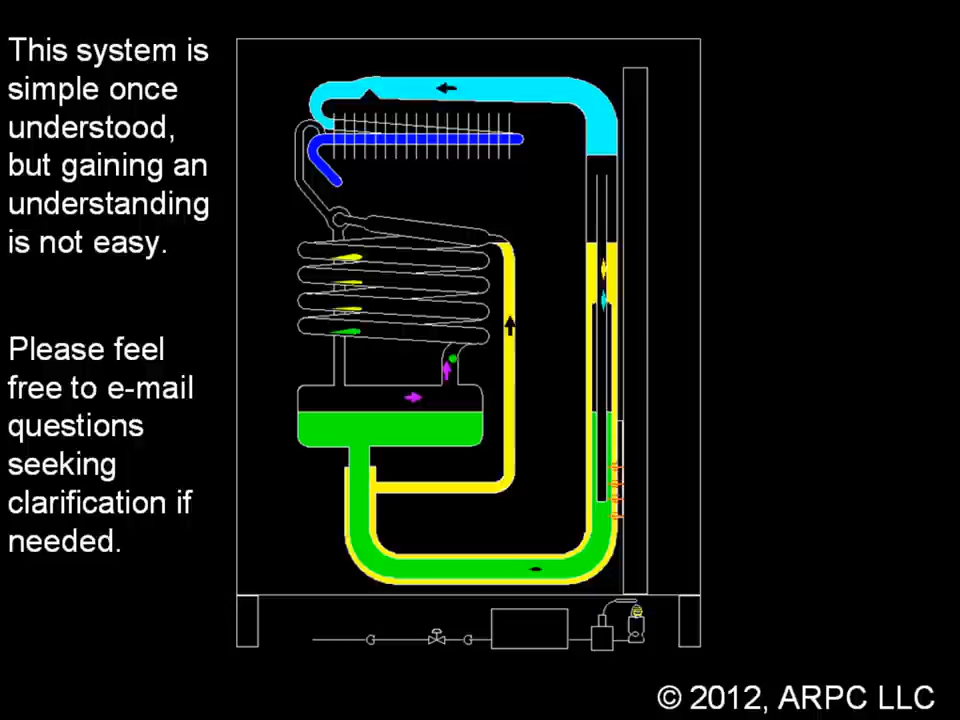 This system is
simple once
understood,
but gaining an
understanding
is not easy.
Please feel
free to e-mail
questions
seeking
clarification if
needed.
© 2012, ARPC LLC